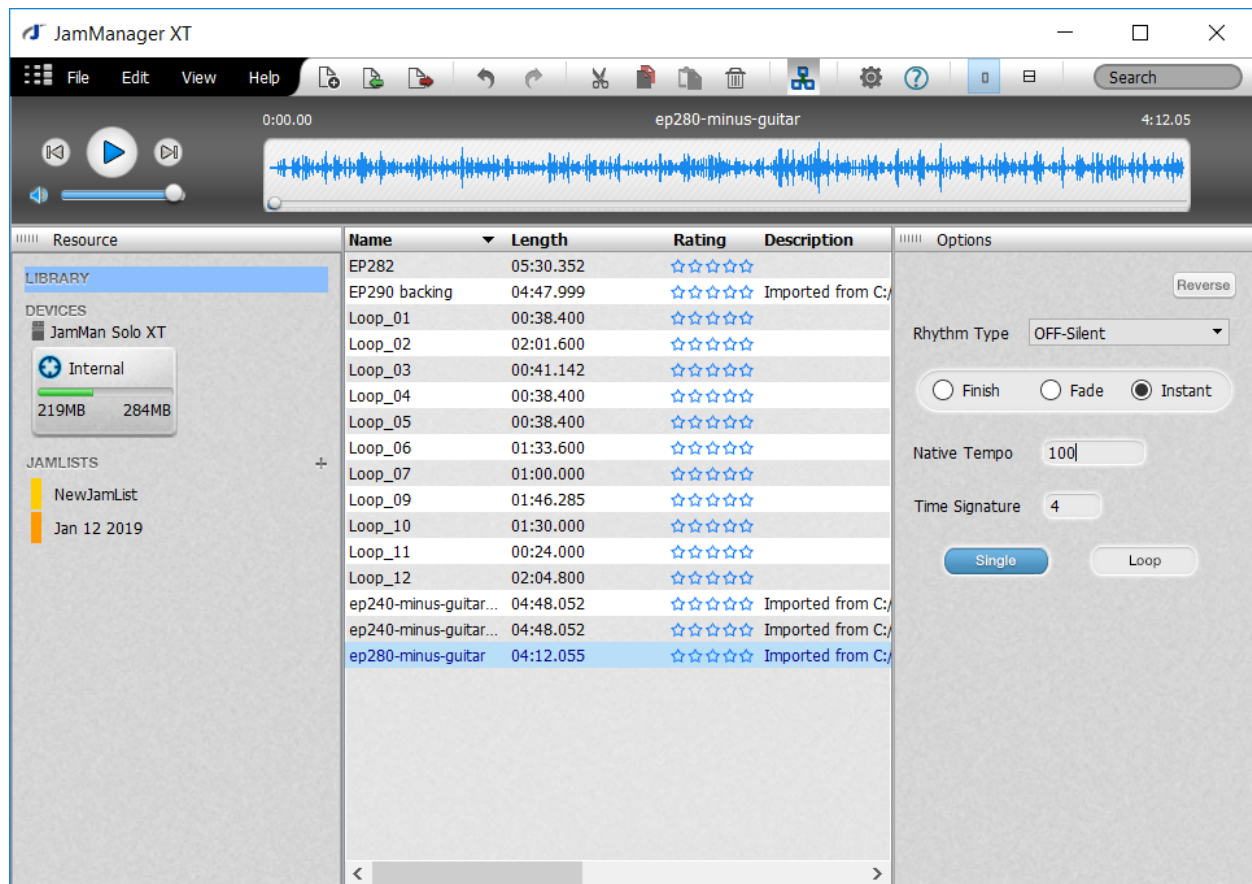 JamManager XT
File Edit View Help Search
0:00.00 ep280-minus-guitar 4:12.05
Resource
LIBRARY
DEVICES
JamMan Solo XT
Internal
219MB 284MB
JAMLISTS +
NewJamList
Jan 12 2019
Name Length Rating Description
EP282 05:30.352
EP290 backing 04:47.999 Imported from C:/
Loop_01 00:38.400
Loop_02 02:01.600
Loop_03 00:41.142
Loop_04 00:38.400
Loop_05 00:38.400
Loop_06 01:33.600
Loop_07 01:00.000
Loop_09 01:46.285
Loop_10 01:30.000
Loop_11 00:24.000
Loop_12 02:04.800
ep240-minus-guitar... 04:48.052 Imported from C:/
ep240-minus-guitar... 04:48.052 Imported from C:/
ep280-minus-guitar 04:12.055 Imported from C:/
Options
Reverse
Rhythm Type OFF-Silent
Finish Fade Instant
Native Tempo 100
Time Signature 4
Single Loop